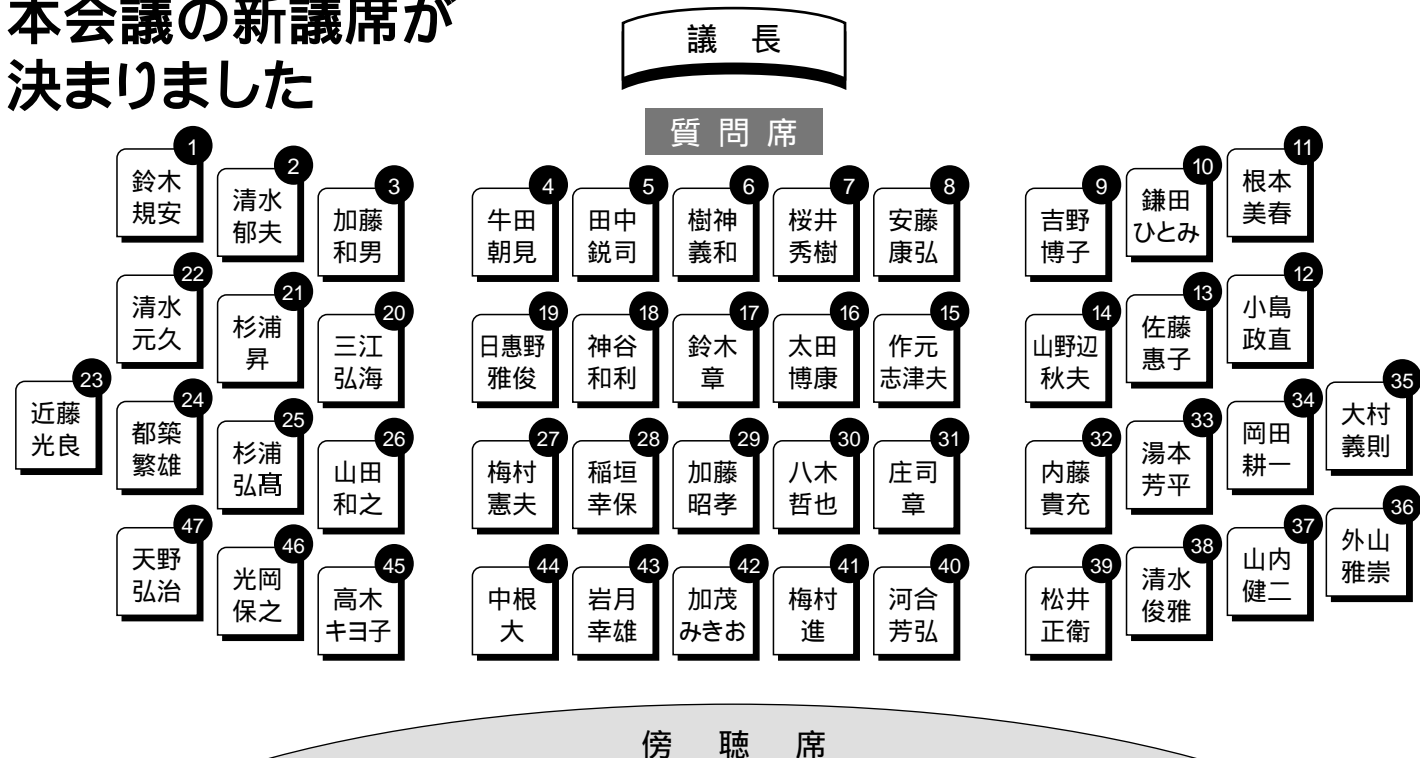 本会議の新議席が
決まりました
議長
質問席
1
鈴木
規安
2
清水
郁夫
3
加藤
和男
4
牛田
朝見
5
田中
鋭司
6
樹神
義和
7
桜井
秀樹
8
安藤
康弘
9
吉野
博子
10
鎌田
ひとみ
11
根本
美春
22
清水
元久
21
杉浦
昇
20
三江
弘海
19
日惠野
雅俊
18
神谷
和利
17
鈴木
章
16
太田
博康
15
作元
志津夫
14
山野辺
秋夫
13
佐藤
惠子
12
小島
政直
23
近藤
光良
24
都築
繁雄
25
杉浦
弘髙
26
山田
和之
27
梅村
憲夫
28
稲垣
幸保
29
加藤
昭孝
30
八木
哲也
31
庄司
章
32
内藤
貴充
33
湯本
芳平
34
岡田
耕一
35
大村
義則
47
天野
弘治
46
光岡
保之
45
高木
キヨ子
44
中根
大
43
岩月
幸雄
42
加茂
みきお
41
梅村
進
40
河合
芳弘
39
松井
正衛
38
清水
俊雅
37
山内
健二
36
外山
雅崇
傍聴席